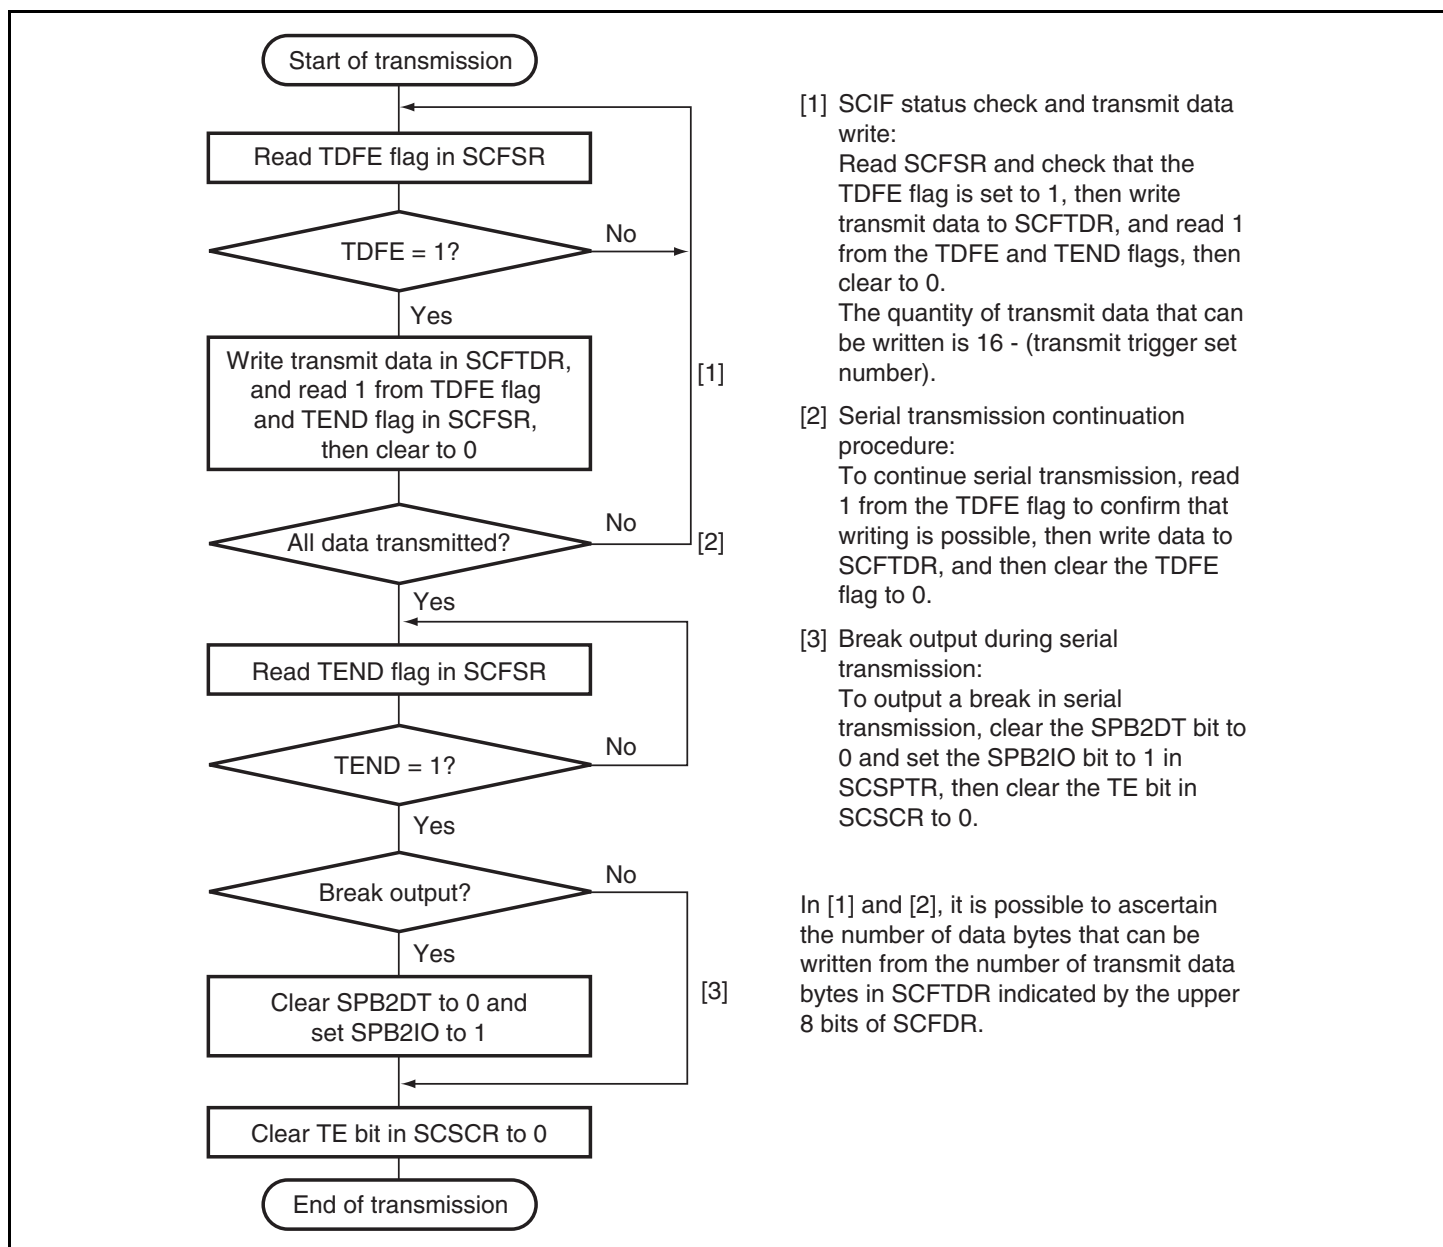 Start of transmission
Read TDFE flag in SCFSR
TDFE = 1?
No
Yes
Write transmit data in SCFTDR,
and read 1 from TDFE flag
and TEND flag in SCFSR,
then clear to 0
[1]
All data transmitted?
No
[2]
Yes
Read TEND flag in SCFSR
TEND = 1?
No
Yes
Break output?
No
Yes
Clear SPB2DT to 0 and
set SPB2IO to 1
[3]
Clear TE bit in SCSCR to 0
End of transmission
[1] SCIF status check and transmit data
write:
Read SCFSR and check that the
TDFE flag is set to 1, then write
transmit data to SCFTDR, and read 1
from the TDFE and TEND flags, then
clear to 0.
The quantity of transmit data that can
be written is 16 - (transmit trigger set
number).
[2] Serial transmission continuation
procedure:
To continue serial transmission, read
1 from the TDFE flag to confirm that
writing is possible, then write data to
SCFTDR, and then clear the TDFE
flag to 0.
[3] Break output during serial
transmission:
To output a break in serial
transmission, clear the SPB2DT bit to
0 and set the SPB2IO bit to 1 in
SCSPTR, then clear the TE bit in
SCSCR to 0.
In [1] and [2], it is possible to ascertain
the number of data bytes that can be
written from the number of transmit data
bytes in SCFTDR indicated by the upper
8 bits of SCFDR.